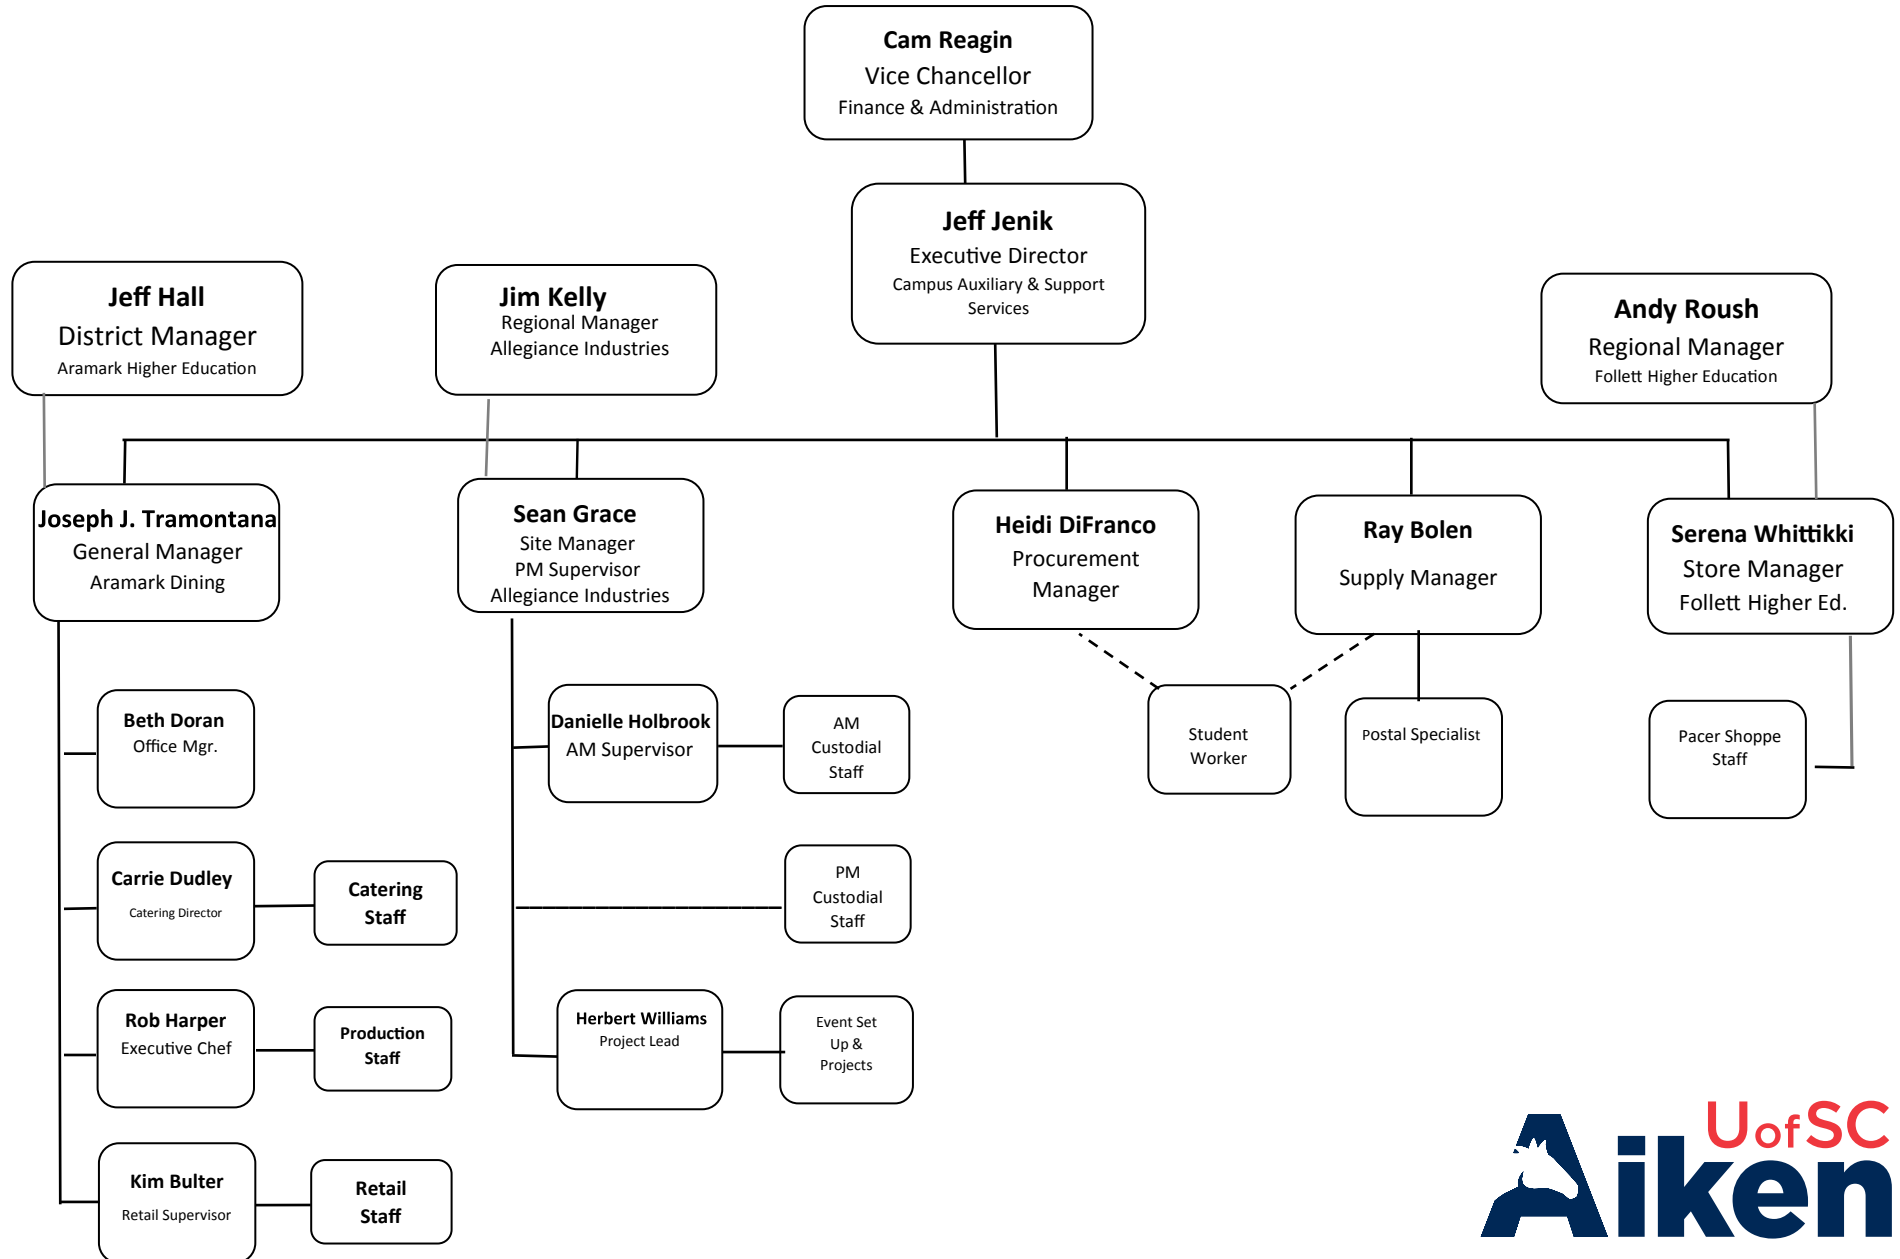 Cam Reagin
Vice Chancellor
Finance & Administration
Jeff Jenik
Executive Director
Campus Auxiliary & Support
Services
Jeff Hall
District Manager
Aramark Higher Education
Jim Kelly
Regional Manager
Allegiance Industries
Andy Roush
Regional Manager
Follett Higher Education
Joseph J. Tramontana
General Manager
Aramark Dining
Sean Grace
Site Manager
PM Supervisor
Allegiance Industries
Heidi DiFranco
Procurement
Manager
Ray Bolen
Supply Manager
Serena Whittikki
Store Manager
Follett Higher Ed.
Beth Doran
Office Mgr.
Danielle Holbrook
AM Supervisor
AM
Custodial
Staff
Student
Worker
Postal Specialist
Pacer Shoppe
Staff
Carrie Dudley
Catering Director
Catering
Staff
PM
Custodial
Staff
Rob Harper
Executive Chef
Production
Staff
Herbert Williams
Project Lead
Event Set
Up &
Projects
Kim Bulter
Retail Supervisor
Retail
Staff
UofSC
Aiken